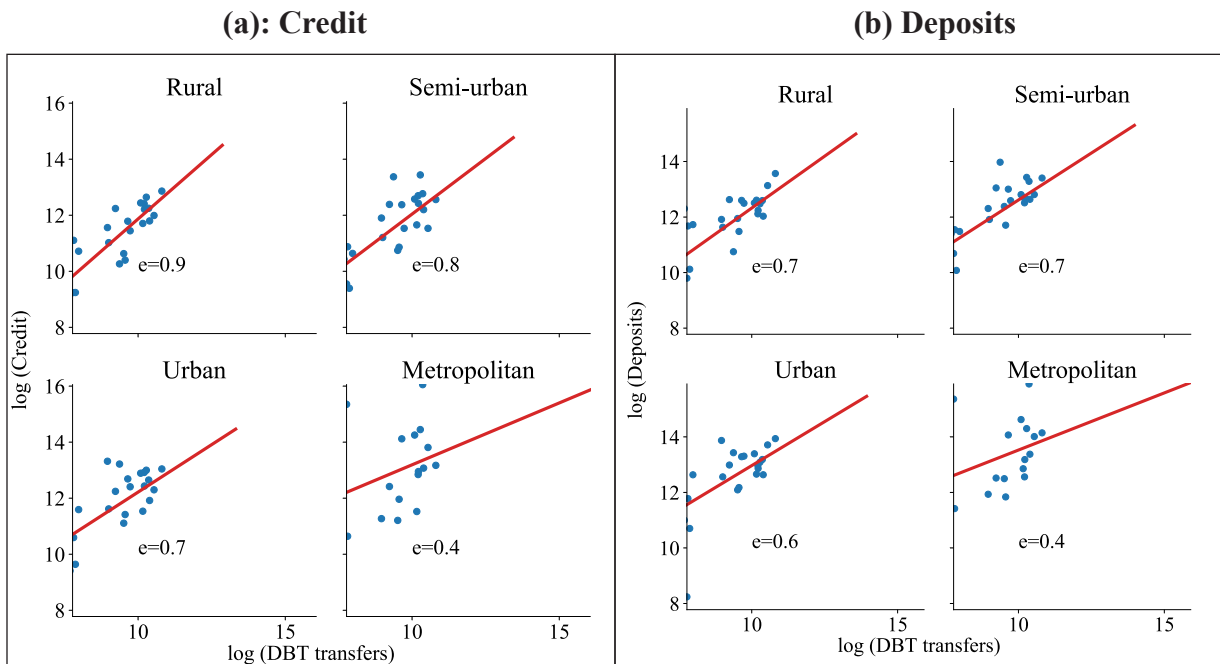 (a): Credit
(b) Deposits
Rural
Semi-urban
16
14
12
10
8
e=0.9
e=0.8
Urban
Metropolitan
16
14
12
10
8
e=0.7
e=0.4
10
15
10
15
log (Credit)
log (DBT transfers)
Rural
Semi-urban
14
12
10
8
e=0.7
e=0.7
Urban
Metropolitan
14
12
10
8
e=0.6
e=0.4
10
15
10
15
log (Deposits)
log (DBT transfers)